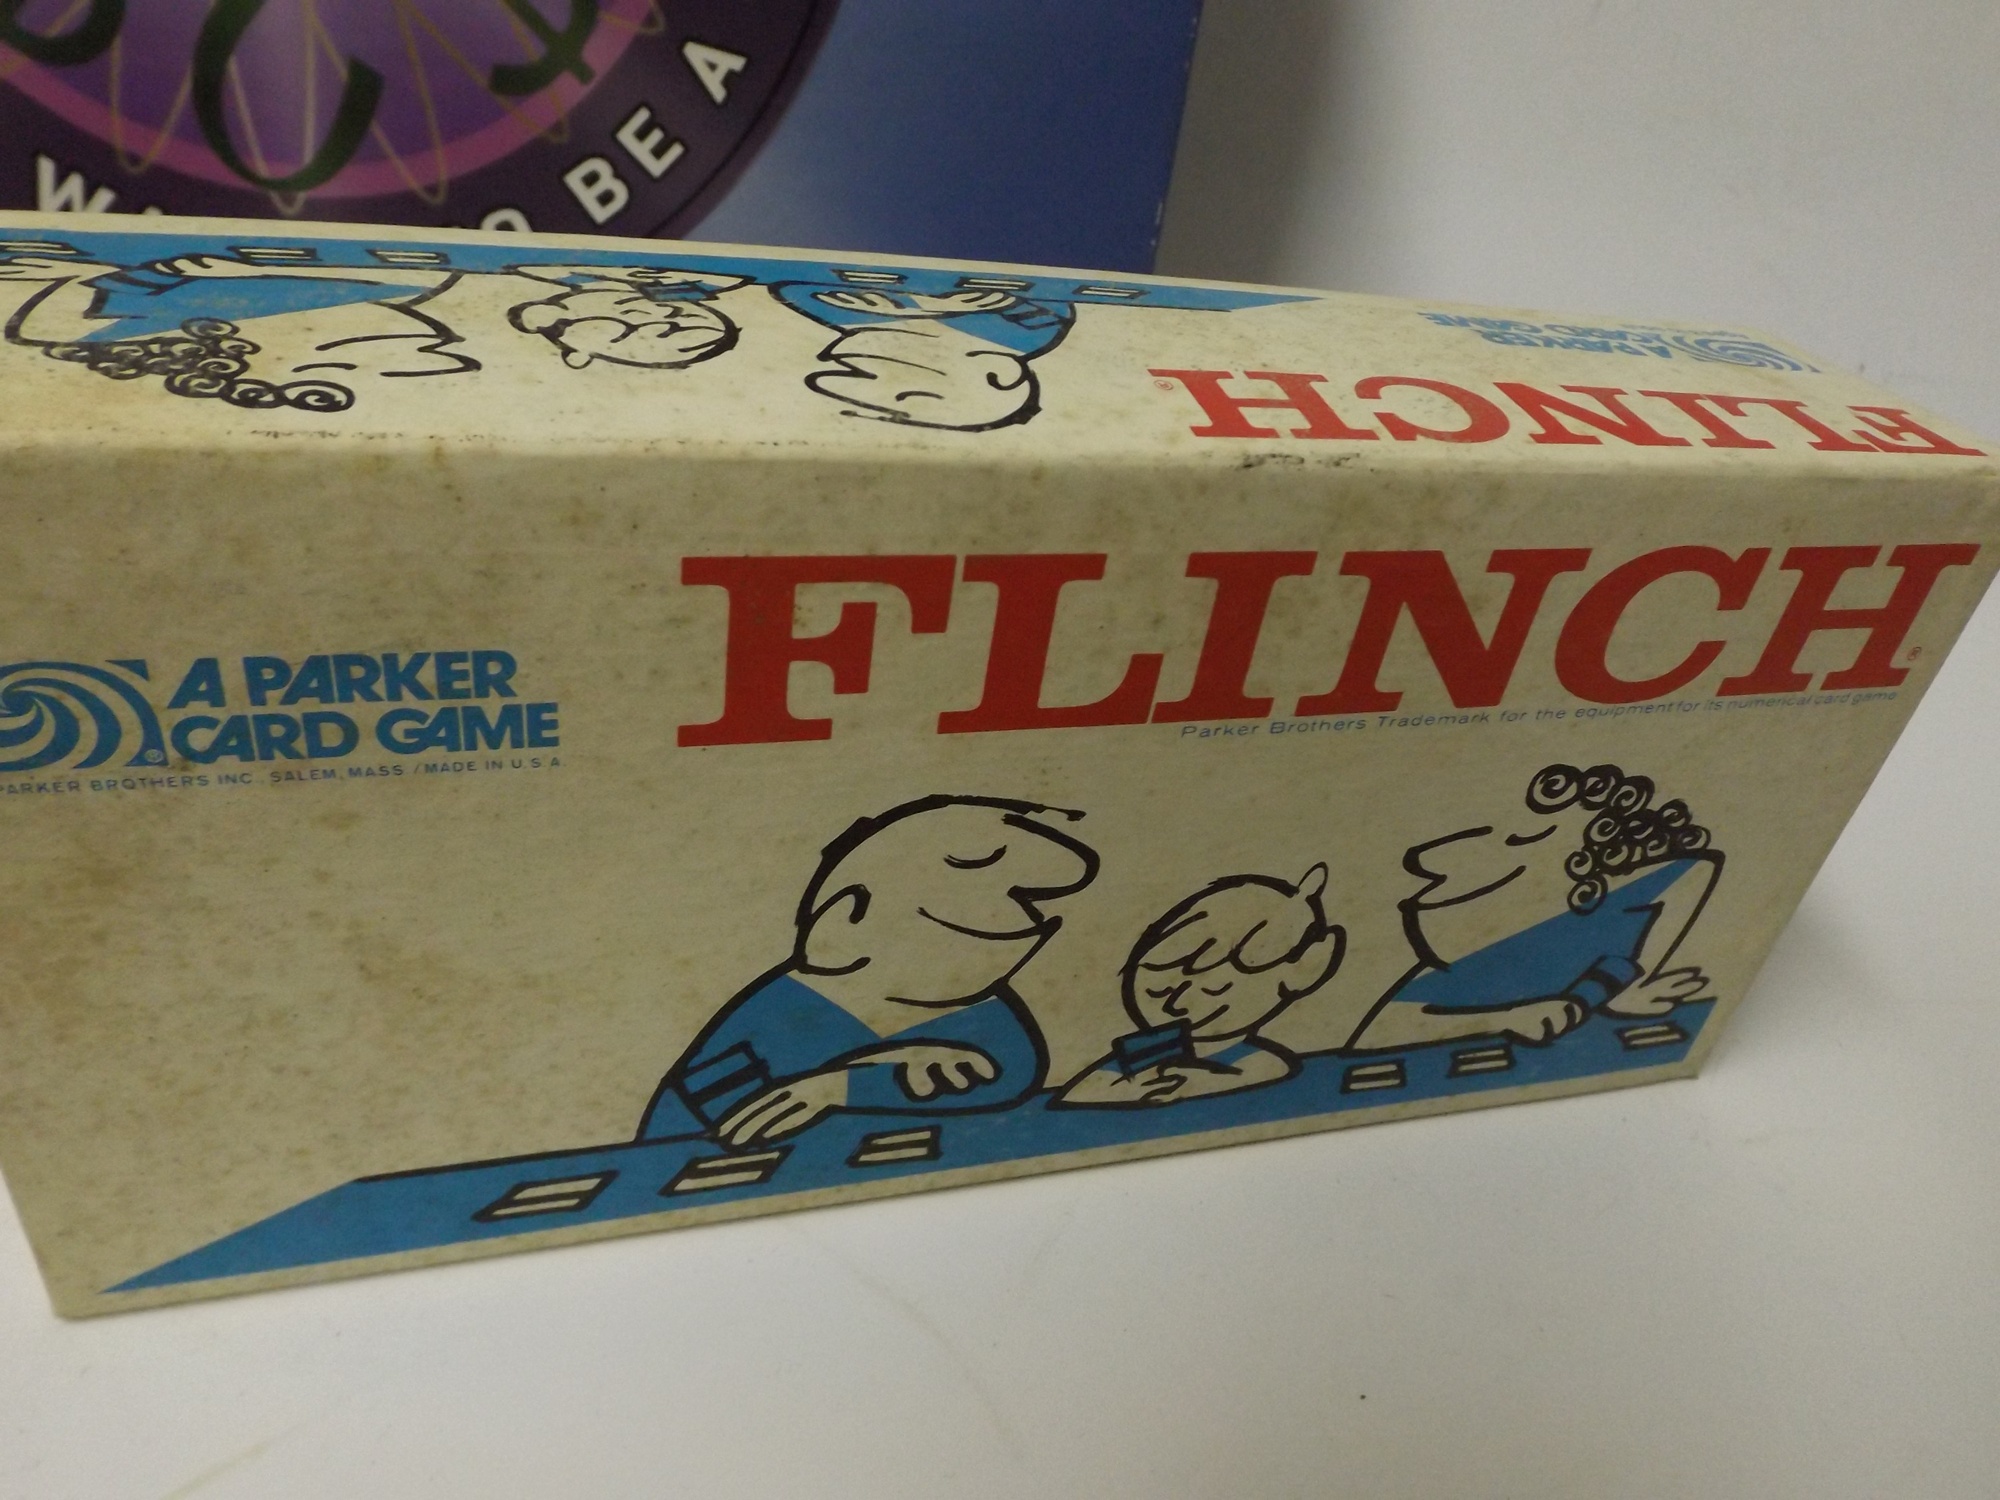 BE A
A PARKER
CARD GAME
FLINCH®
A PARKER
CARD GAME
PARKER BROTHERS INC. SALEM, MASS / MADE IN U.S.A.
FLINCH®
Parker Brothers Trademark for the equipment for its numerical card game